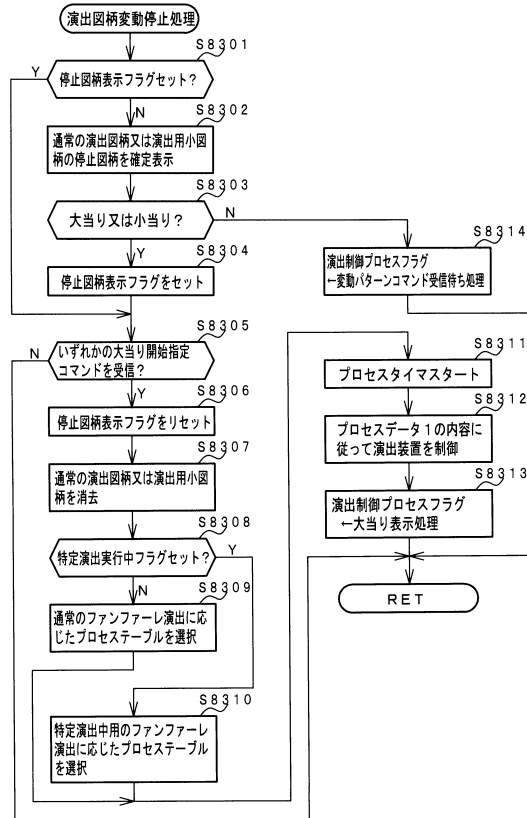 演出図柄変動停止処理
S8301
Y
停止図柄表示フラグセット？
N
S8302
通常の演出図柄又は演出用小図
柄の停止図柄を確定表示
S8303
大当り又は小当り？
N
Y
S8304
停止図柄表示フラグをセット
S8305
N
いずれかの大当り開始指定
コマンドを受信？
Y
S8306
停止図柄表示フラグをリセット
S8307
通常の演出図柄又は演出用小図
柄を消去
S8308
特定演出実行中フラグセット？
Y
N
S8309
通常のファンファーレ演出に応
じたプロセステーブルを選択
S8310
特定演出中用のファンファーレ
演出に応じたプロセステーブル
を選択
S8314
演出制御プロセスフラグ
←変動パターンコマンド受信待ち処理
S8311
プロセスタイマスタート
S8312
プロセスデータ1の内容に
従って演出装置を制御
S8313
演出制御プロセスフラグ
←大当り表示処理
RET